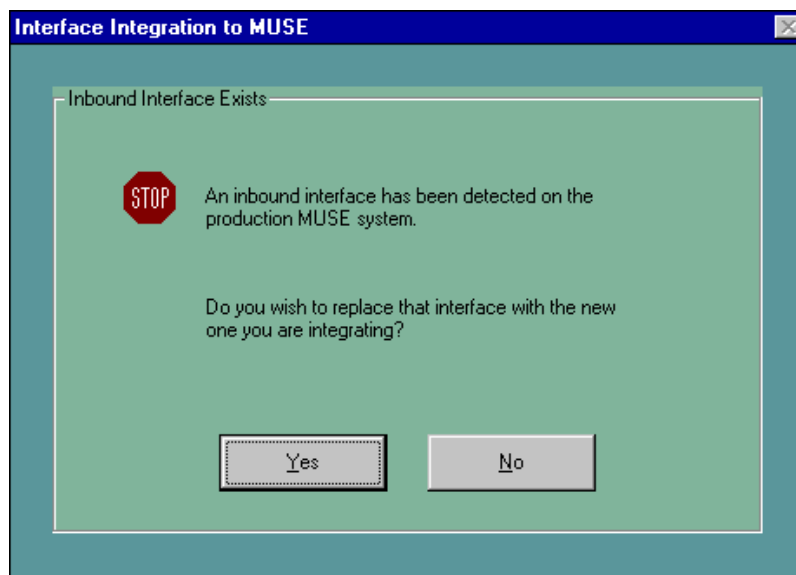 Interface Integration to MUSE
Inbound Interface Exists
STOP
An inbound interface has been detected on the
production MUSE system.
Do you wish to replace that interface with the new
one you are integrating?
Yes
No